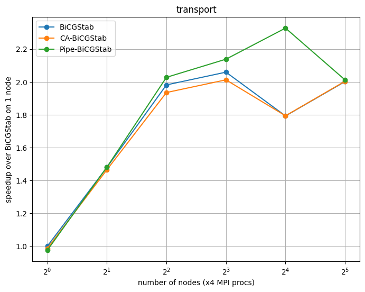 transport
BiCGStab
CA-BiCGStab
Pipe-BiCGStab
speedup over BiCGStab on 1 node
2.2
2.0
1.8
1.6
1.4
1.2
1.0
2⁰ 2¹ 2² 2³ 2⁴ 2⁵
number of nodes (x4 MPI procs)